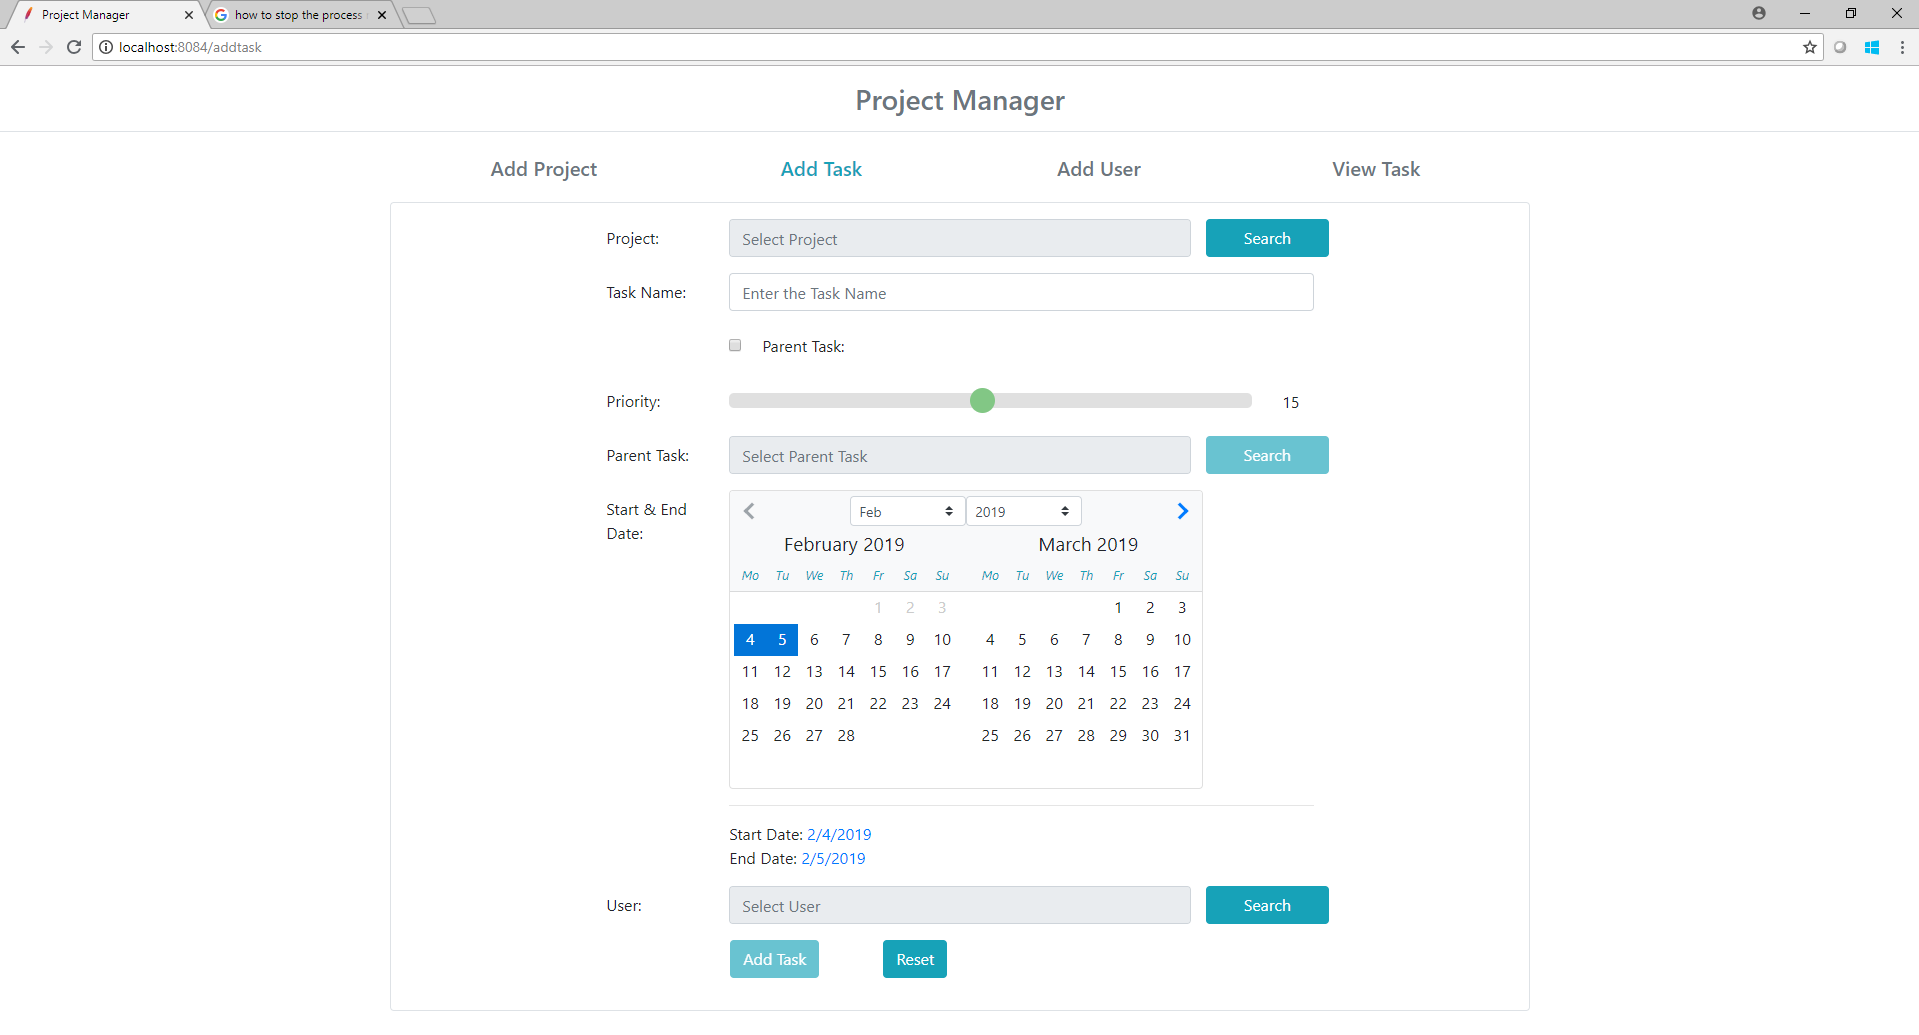 Project Manager
how to stop the process
localhost:8084/addtask
Project Manager
Add Project Add Task Add User View Task
Project: Select Project Search
Task Name: Enter the Task Name
Parent Task:
Priority: 15
Parent Task: Select Parent Task Search
Start & End
Date:
Feb 2019
February 2019 March 2019
Mo Tu We Th Fr Sa Su Mo Tu We Th Fr Sa Su
1 2 3 1 2 3
4 5 6 7 8 9 10 4 5 6 7 8 9 10
11 12 13 14 15 16 17 11 12 13 14 15 16 17
18 19 20 21 22 23 24 18 19 20 21 22 23 24
25 26 27 28 25 26 27 28 29 30 31
Start Date: 2/4/2019
End Date: 2/5/2019
User: Select User Search
Add Task Reset